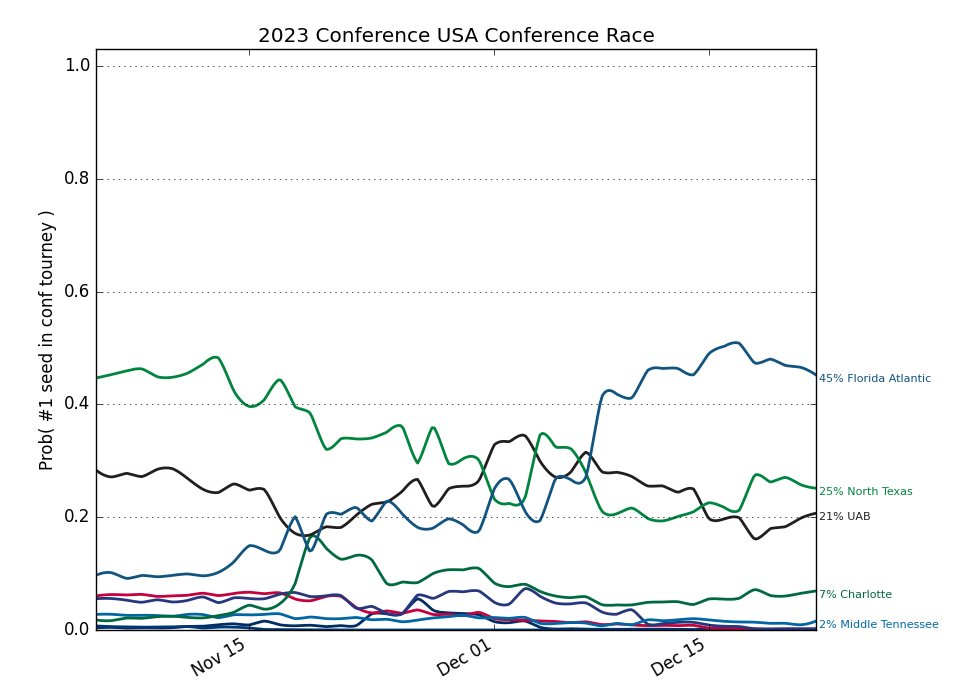 2023 Conference USA Conference Race
1.0
0.8
0.6
0.4
0.2
0.0
Prob( #1 seed in conf tourney )
45% Florida Atlantic
25% North Texas
21% UAB
7% Charlotte
2% Middle Tennessee
Nov 15
Dec 01
Dec 15